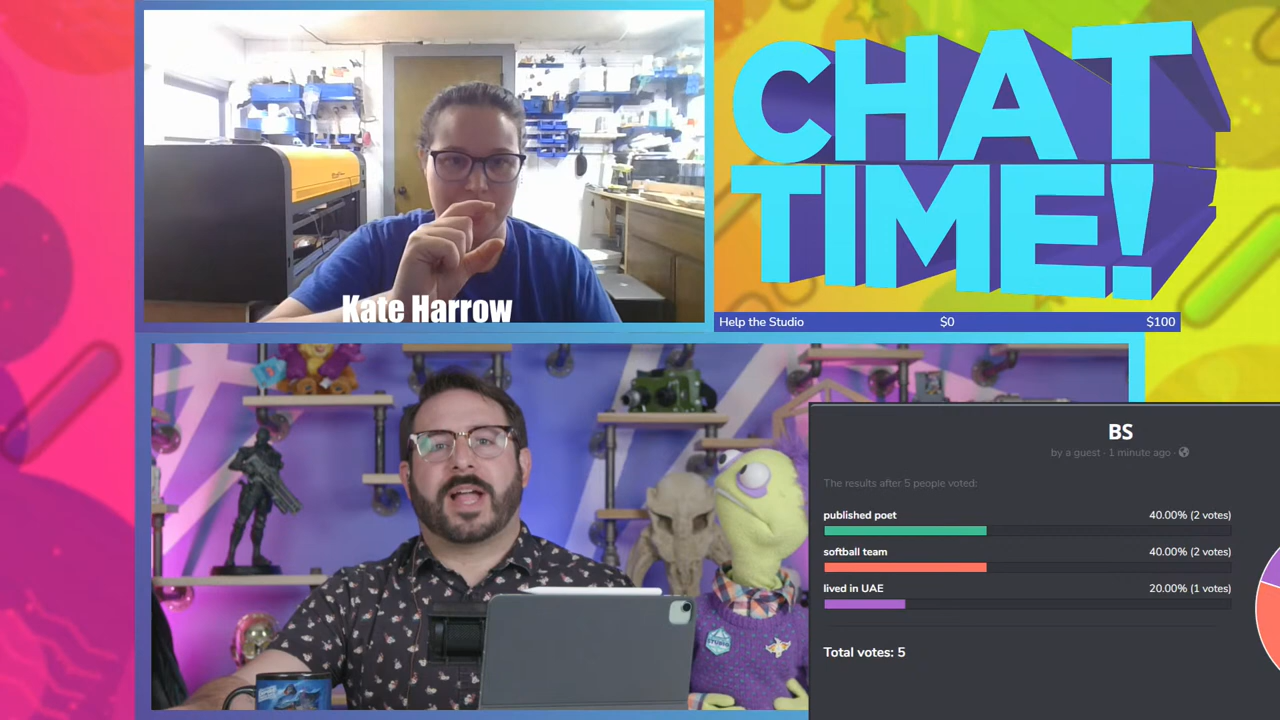 CHAT
TIME!
Kate Harrow
Help the Studio $0 $100
BS
by a guest · 1 minute ago ·
The results after 5 people voted:
published poet 40.00% (2 votes)
softball team 40.00% (2 votes)
lived in UAE 20.00% (1 votes)
Total votes: 5